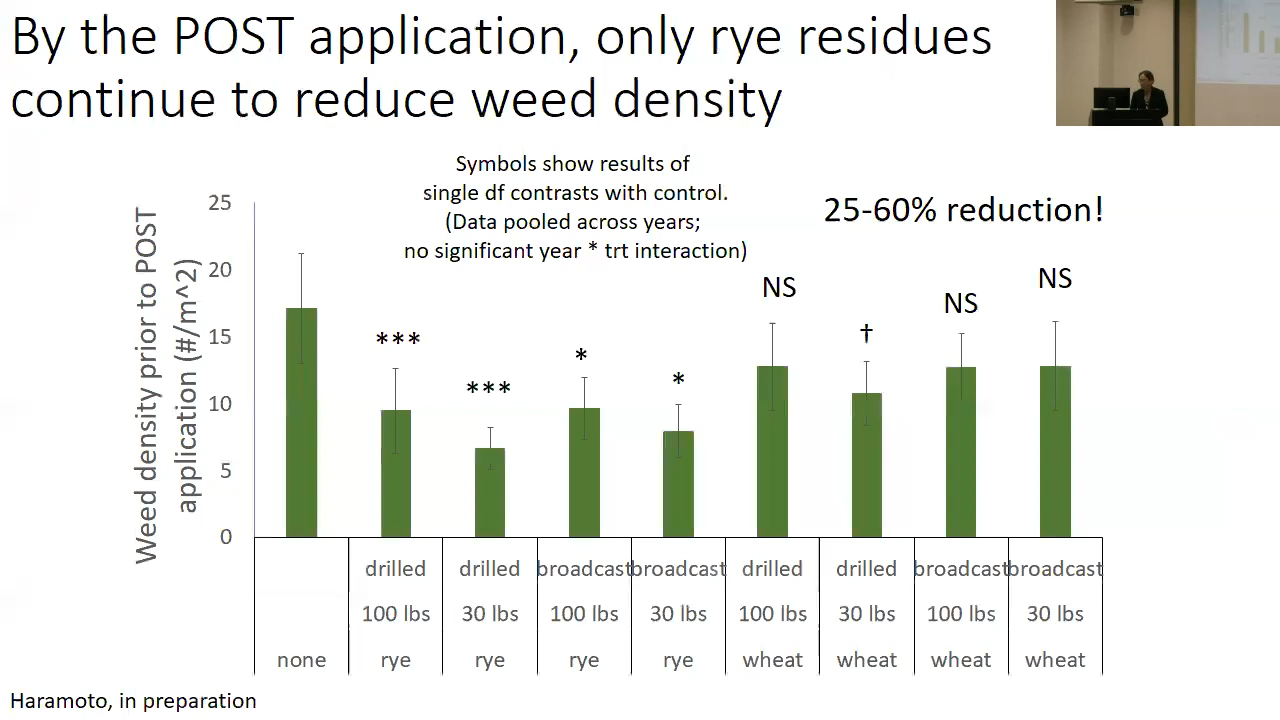 By the POST application, only rye residues
continue to reduce weed density
Symbols show results of
single df contrasts with control.
(Data pooled across years;
no significant year * trt interaction)
25-60% reduction!
Weed density prior to POST
application (#/m^2)
25
20
15
10
5
0
***
***
*
*
NS
†
NS
NS
drilled drilled broadcast broadcast drilled drilled broadcast broadcast
100 lbs 30 lbs 100 lbs 30 lbs 100 lbs 30 lbs 100 lbs 30 lbs
none rye rye rye rye wheat wheat wheat wheat
Haramoto, in preparation